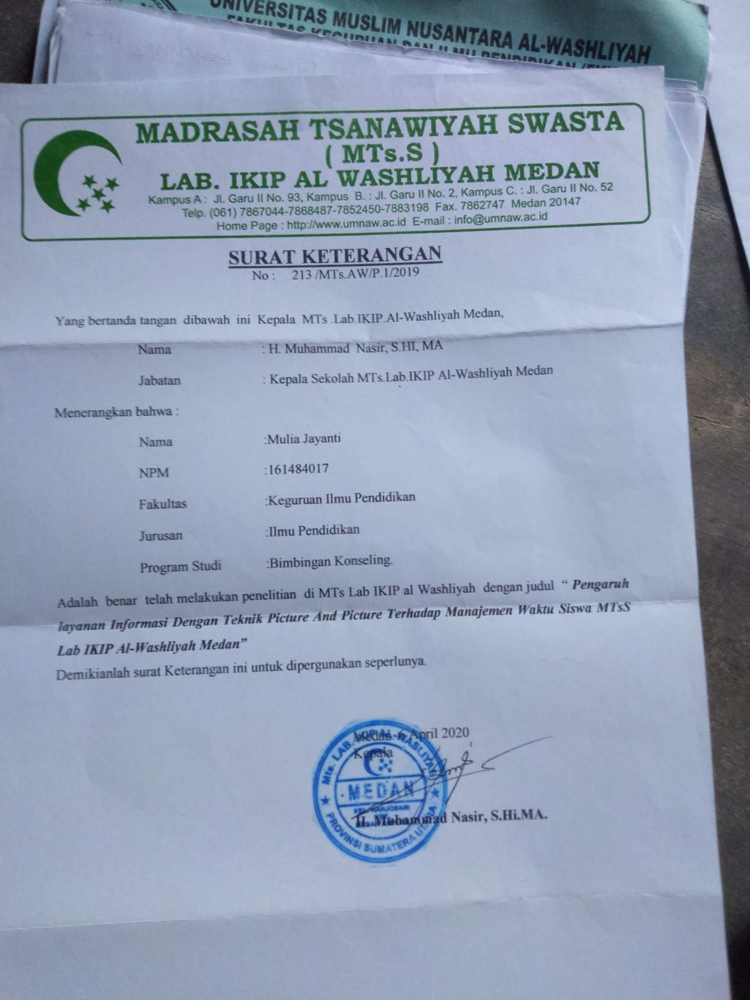 UNIVERSITAS MUSLIM NUSANTARA AL-WASHLIYAH
FAKULTAS KEGURUAN DAN ILMU PENDIDIKAN
MADRASAH TSANAWIYAH SWASTA
( MTs.S )
LAB. IKIP AL WASHLIYAH MEDAN
Kampus A : Jl. Garu II No. 93, Kampus B. : Jl. Garu II No. 2, Kampus C. : Jl. Garu II No. 52
Telp. (061) 7867044-7868487-7852450-7883198 Fax. 7862747 Medan 20147
Home Page : http://www.umnaw.ac.id E-mail : info@umnaw.ac.id
SURAT KETERANGAN
No : 213 /MTs.AW/P.1/2019
Yang bertanda tangan dibawah ini Kepala MTs .Lab.IKIP.Al-Washliyah Medan,
Nama : H. Muhammad Nasir, S.HI, MA
Jabatan : Kepala Sekolah MTs.Lab.IKIP Al-Washliyah Medan
Menerangkan bahwa :
Nama :Mulia Jayanti
NPM :161484017
Fakultas :Keguruan Ilmu Pendidikan
Jurusan :Ilmu Pendidikan
Program Studi :Bimbingan Konseling.
Adalah benar telah melakukan penelitian di MTs Lab IKIP al Washliyah dengan judul “ Pengaruh
layanan Informasi Dengan Teknik Picture And Picture Terhadap Manajemen Waktu Siswa MTsS
Lab IKIP Al-Washliyah Medan”
Demikianlah surat Keterangan ini untuk dipergunakan seperlunya.
Medan. 6 April 2020
Kepala
Mts. LAB. IKIP AL-WASLIYAH
MEDAN
KEL. HARJOSARI
PROVINSI SUMATERA UTARA
H. Muhammad Nasir, S.Hi.MA.